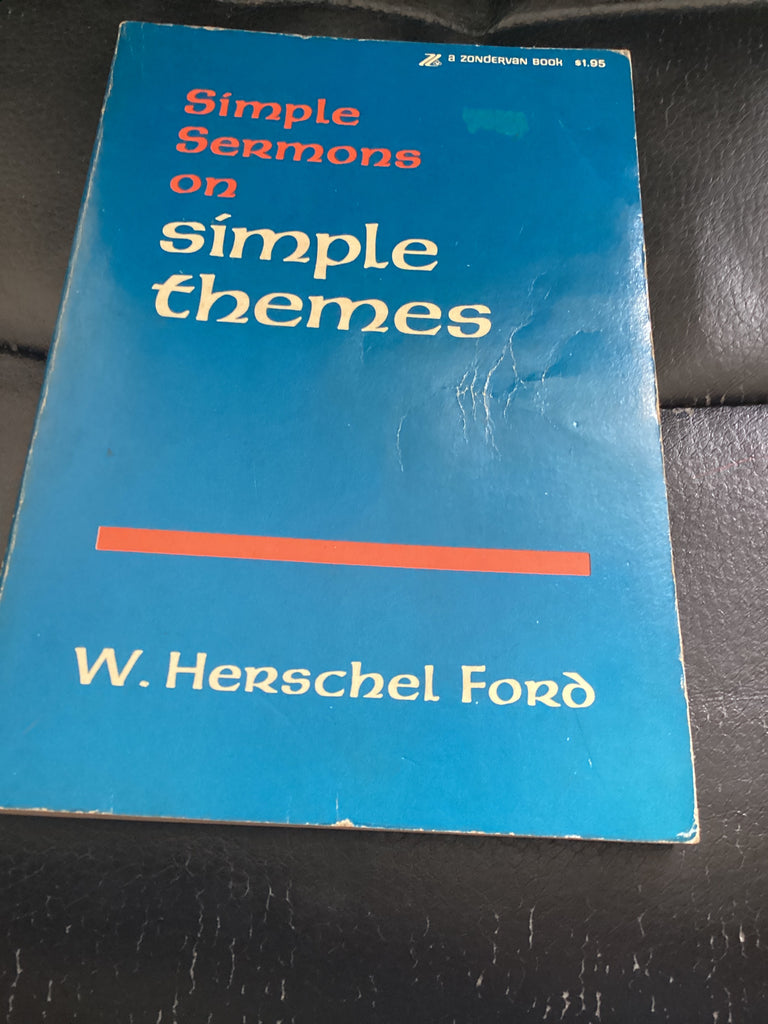 a Zondervan Book $1.95
Simple
Sermons
on
simple
themes
W. Herschel Ford